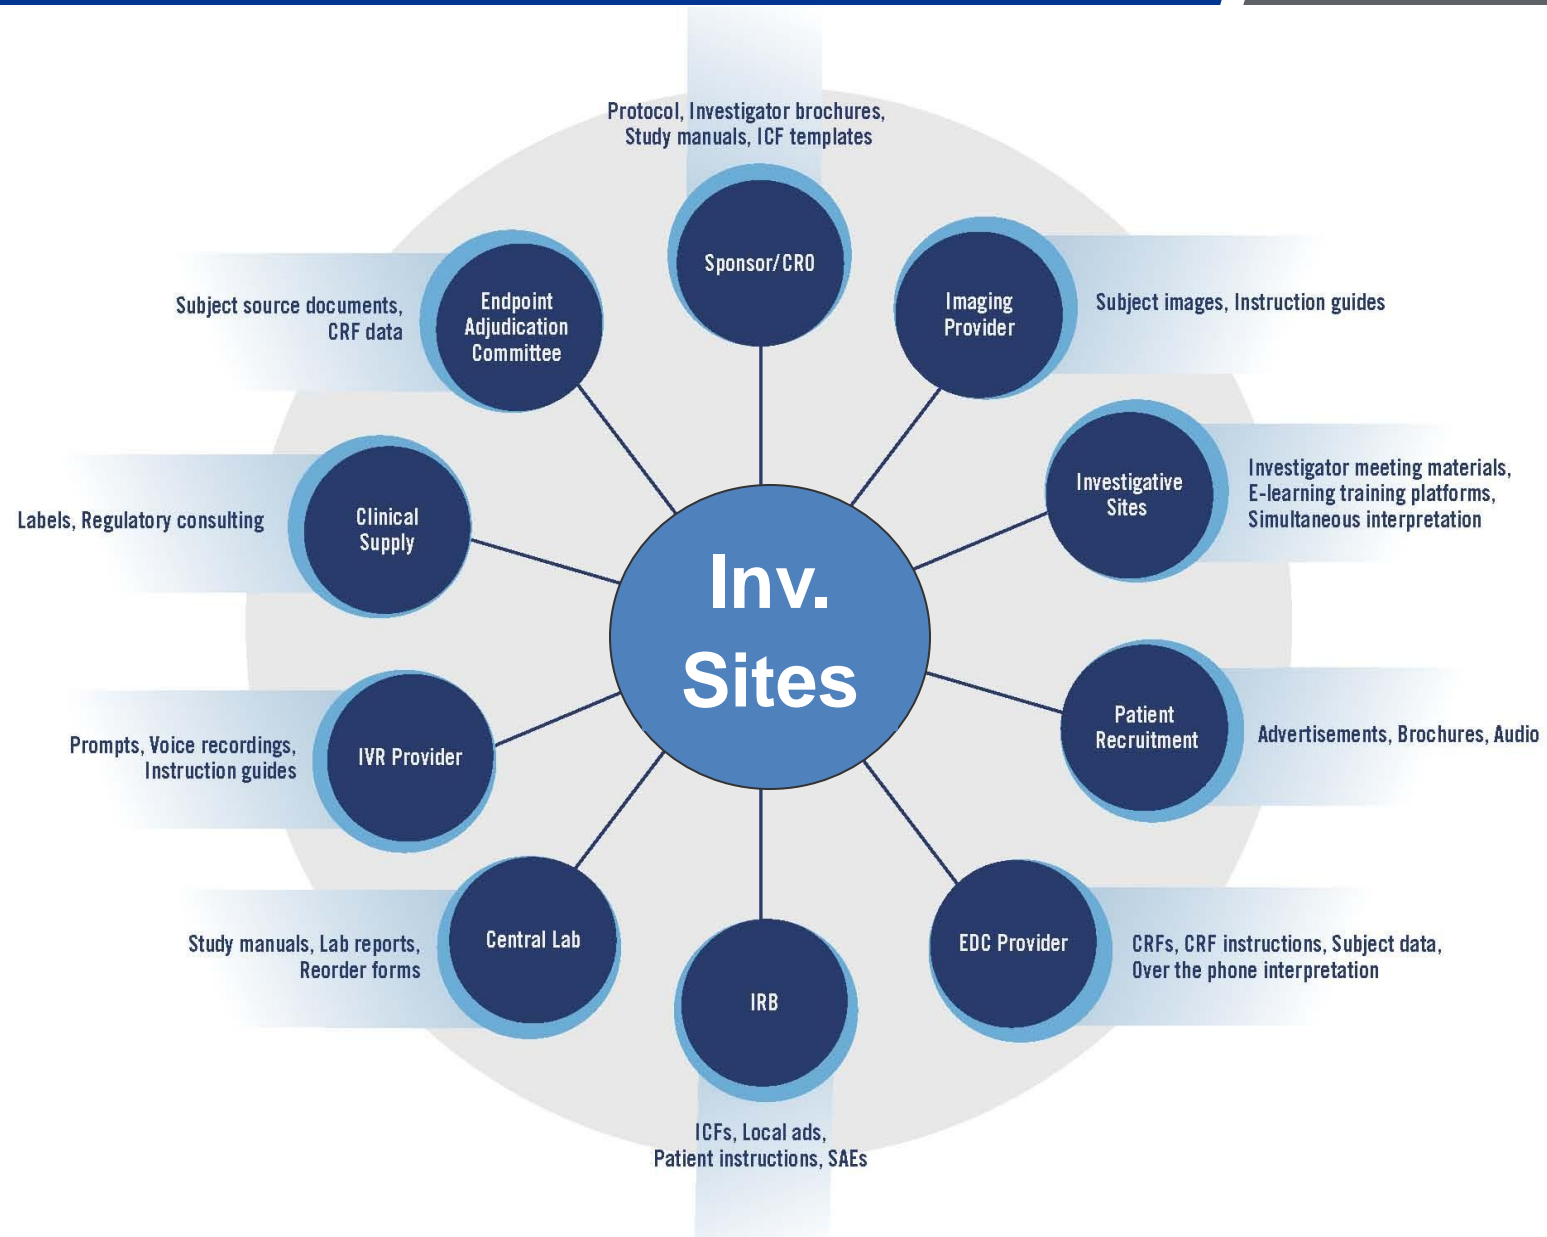 Protocol, Investigator brochures,
Study manuals, ICF templates
Sponsor/CRO
Imaging
Provider
Subject images, Instruction guides
Investigative
Sites
Investigator meeting materials,
E-learning training platforms,
Simultaneous interpretation
Patient
Recruitment
Advertisements, Brochures, Audio
EDC Provider
CRFs, CRF instructions, Subject data,
Over the phone interpretation
IRB
ICFs, Local ads,
Patient instructions, SAEs
Central Lab
Study manuals, Lab reports,
Reorder forms
IVR Provider
Prompts, Voice recordings,
Instruction guides
Clinical
Supply
Labels, Regulatory consulting
Endpoint
Adjudication
Committee
Subject source documents,
CRF data
Inv.
Sites